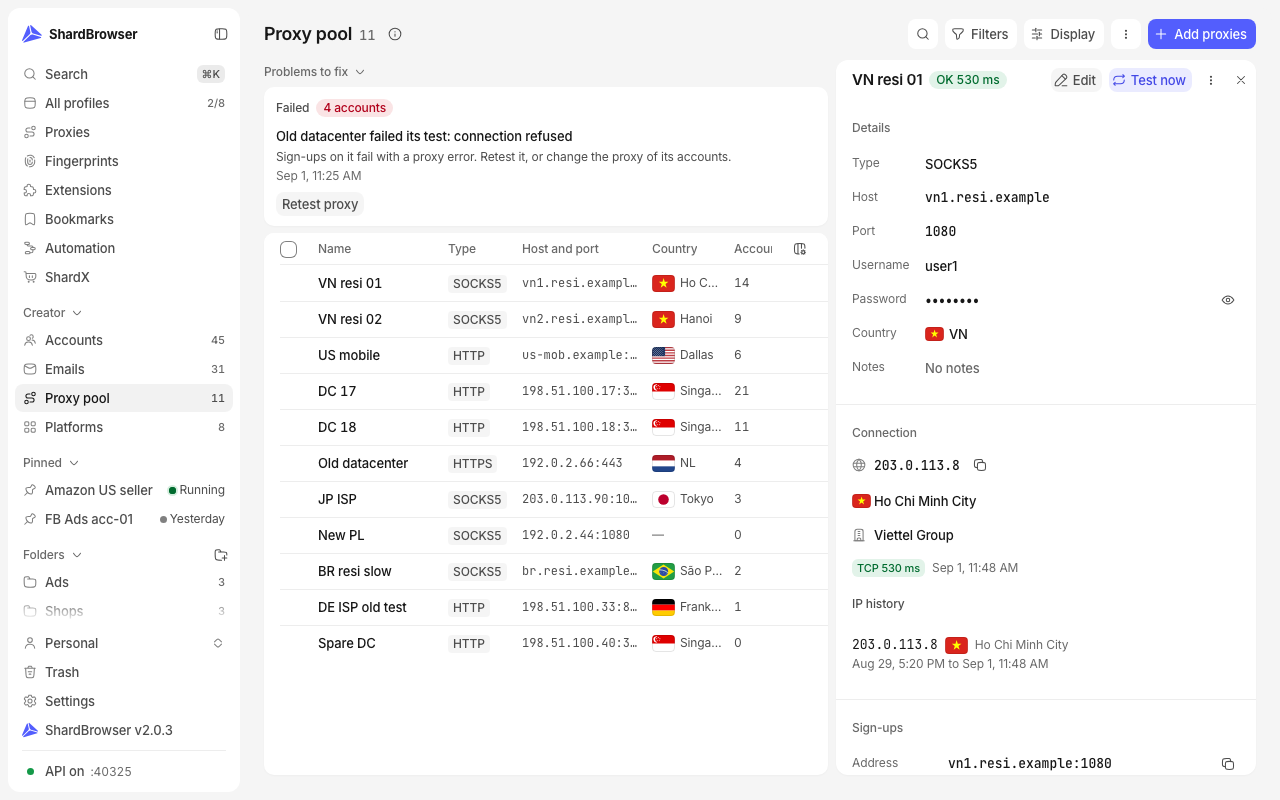 ShardBrowser
Search ⌘K
All profiles 2/8
Proxies
Fingerprints
Extensions
Bookmarks
Automation
ShardX
Creator
Accounts 45
Emails 31
Proxy pool 11
Platforms 8
Pinned
Amazon US seller Running
FB Ads acc-01 Yesterday
Folders
Ads 3
Shops 3
Personal
Trash
Settings
ShardBrowser v2.0.3
API on :40325
Proxy pool 11
Filters
Display
Add proxies
Problems to fix
Failed 4 accounts
Old datacenter failed its test: connection refused
Sign-ups on it fail with a proxy error. Retest it, or change the proxy of its accounts.
Sep 1, 11:25 AM
Retest proxy
Name Type Host and port Country Accou
VN resi 01 SOCKS5 vn1.resi.exampl… Ho C… 14
VN resi 02 SOCKS5 vn2.resi.exampl… Hanoi 9
US mobile HTTP us-mob.example:… Dallas 6
DC 17 HTTP 198.51.100.17:3… Singa… 21
DC 18 HTTP 198.51.100.18:3… Singa… 11
Old datacenter HTTPS 192.0.2.66:443 NL 4
JP ISP SOCKS5 203.0.113.90:10… Tokyo 3
New PL SOCKS5 192.0.2.44:1080 — 0
BR resi slow SOCKS5 br.resi.example… São P… 2
DE ISP old test HTTP 198.51.100.33:8… Frank… 1
Spare DC HTTP 198.51.100.40:3… Singa… 0
VN resi 01 OK 530 ms Edit Test now
Details
Type SOCKS5
Host vn1.resi.example
Port 1080
Username user1
Password ••••••••
Country VN
Notes No notes
Connection
203.0.113.8
Ho Chi Minh City
Viettel Group
TCP 530 ms Sep 1, 11:48 AM
IP history
203.0.113.8 Ho Chi Minh City
Aug 29, 5:20 PM to Sep 1, 11:48 AM
Sign-ups
Address vn1.resi.example:1080